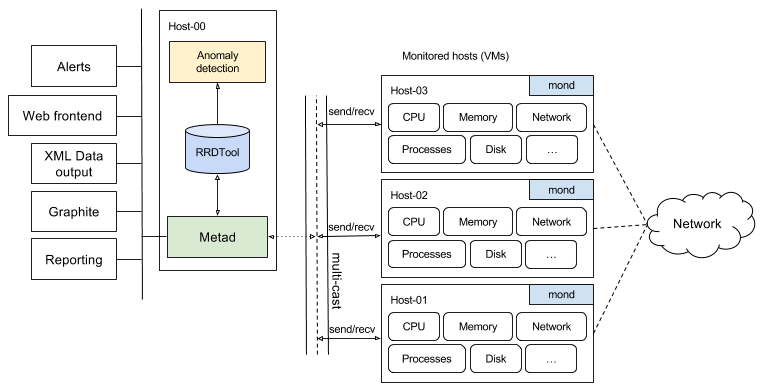 Alerts
Web frontend
XML Data
output
Graphite
Reporting
Host-00
Anomaly
detection
RRDTool
Metad
multi-cast
send/recv
send/recv
send/recv
Monitored hosts (VMs)
Host-03
mond
CPU
Memory
Network
Processes
Disk
...
Host-02
mond
CPU
Memory
Network
Processes
Disk
...
Host-01
mond
CPU
Memory
Network
Processes
Disk
...
Network